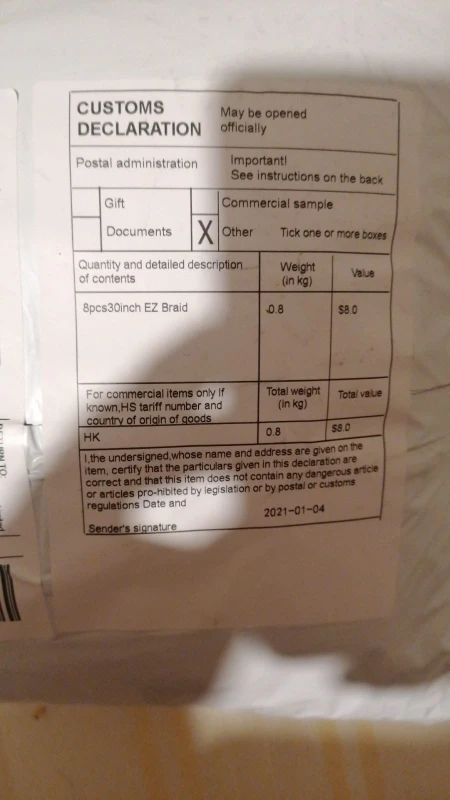 CUSTOMS
DECLARATION
May be opened
officially
Postal administration
Important!
See instructions on the back
Gift
Commercial sample
Documents
X
Other
Tick one or more boxes
Quantity and detailed description
of contents
Weight
(in kg)
Value
8pcs30inch EZ Braid
0.8
$8.0
For commercial items only If
known,HS tariff number and
country of origin of goods
Total weight
(in kg)
Total value
HK
0.8
$8.0
I,the undersigned,whose name and address are given on the
item, certify that the particulars given in this declaration are
correct and that this item does not contain any dangerous article
or articles pro-hibited by legislation or by postal or customs
regulations Date and
2021-01-04
Sender's signature
RETURN TO: